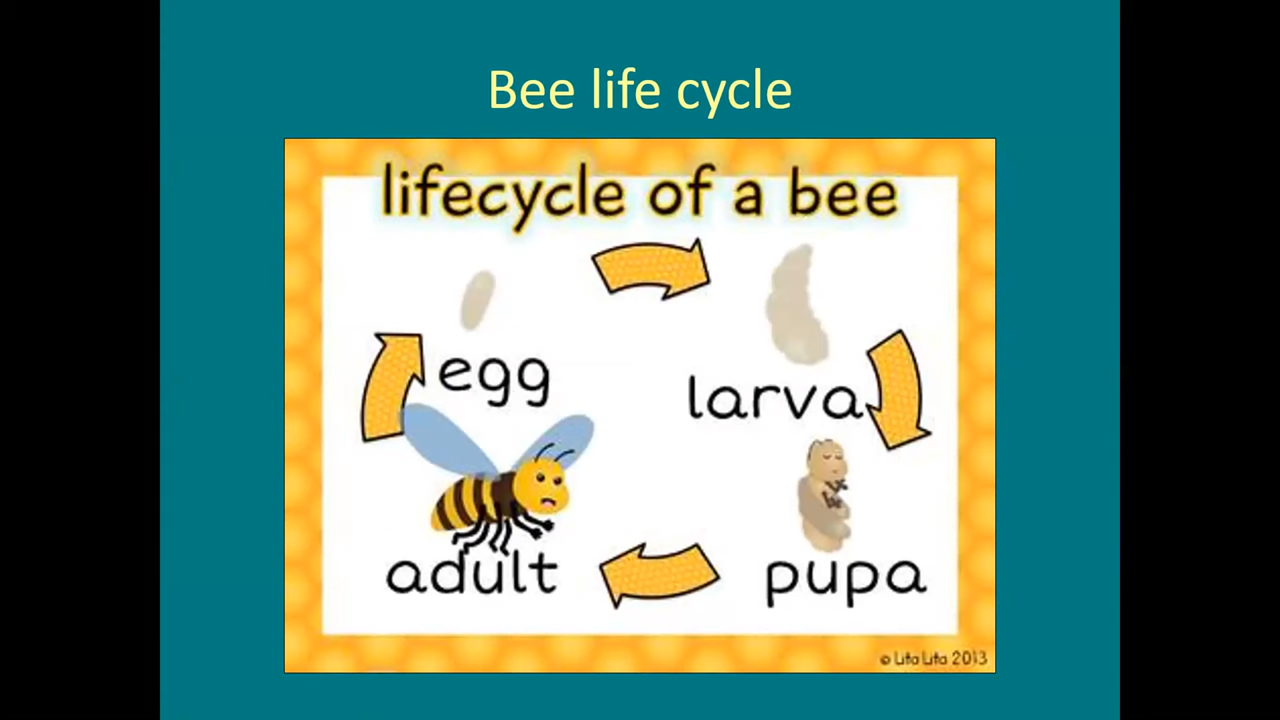 Bee life cycle
lifecycle of a bee
egg
larva
adult
pupa
© Lita Lita 2013